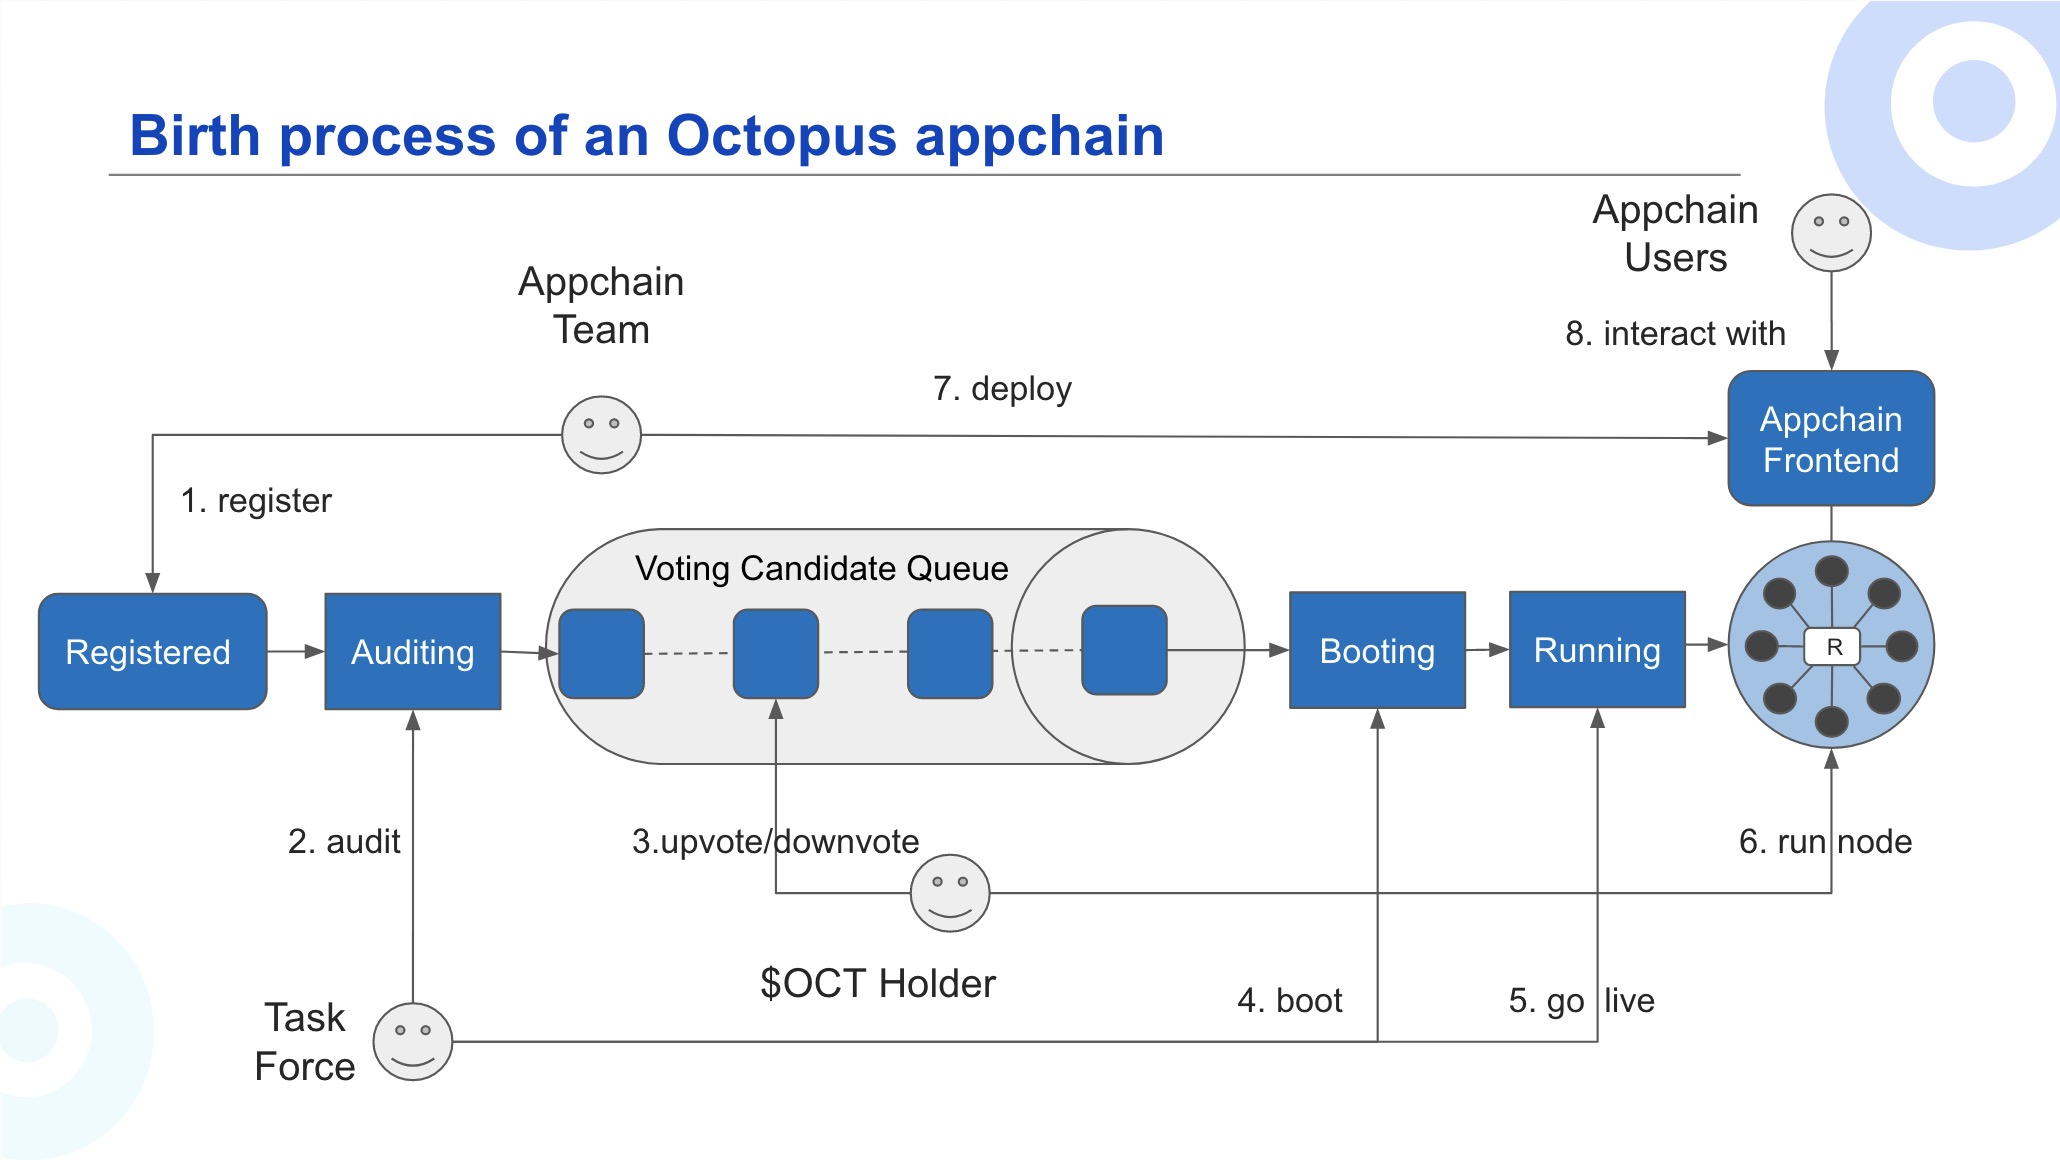 Birth process of an Octopus appchain
Appchain
Users
Appchain
Team
8. interact with
7. deploy
Appchain
Frontend
1. register
Voting Candidate Queue
Registered
Auditing
Booting
Running
R
2. audit
3.upvote/downvote
6. run node
$OCT Holder
4. boot
5. go live
Task
Force